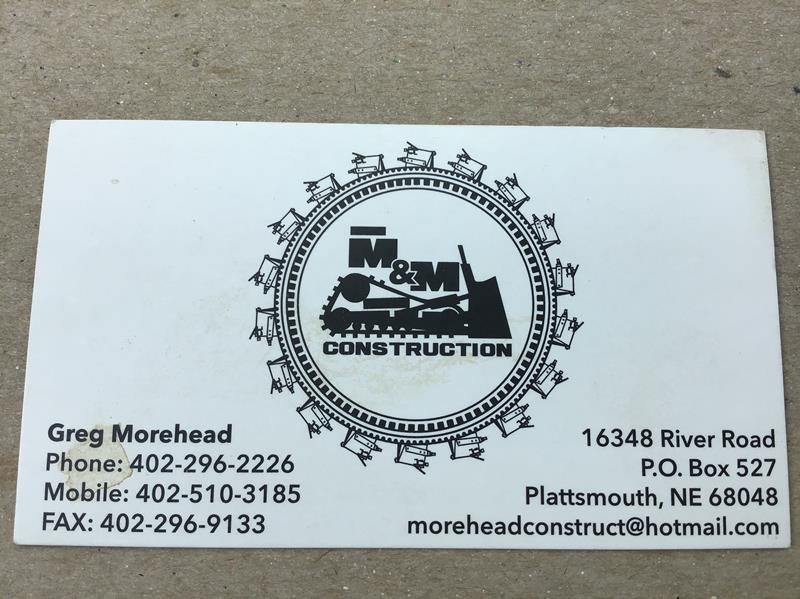 M&M
CONSTRUCTION
Greg Morehead
Phone: 402-296-2226
Mobile: 402-510-3185
FAX: 402-296-9133
16348 River Road
P.O. Box 527
Plattsmouth, NE 68048
moreheadconstruct@hotmail.com